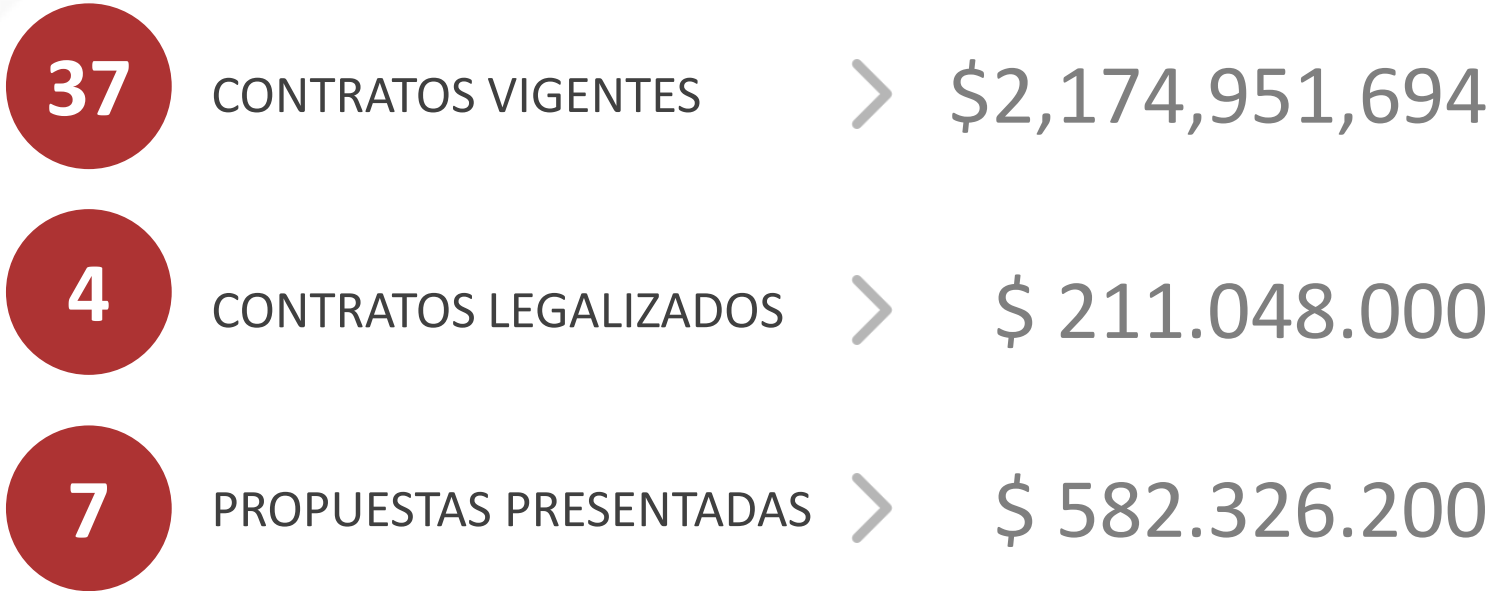 37 CONTRATOS VIGENTES $2,174,951,694
4 CONTRATOS LEGALIZADOS $ 211.048.000
7 PROPUESTAS PRESENTADAS $ 582.326.200